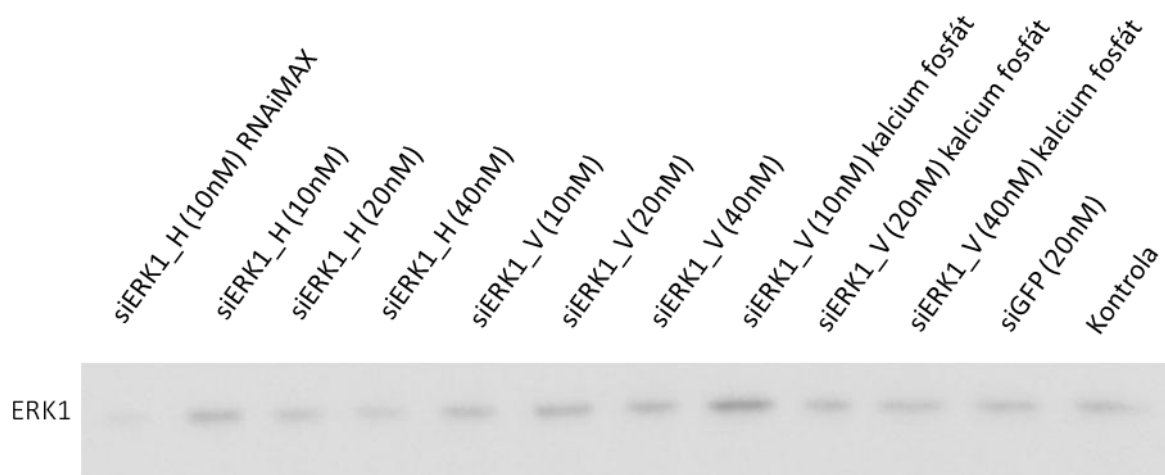 siERK1_H (10nM) RNAiMAX
siERK1_H (10nM)
siERK1_H (20nM)
siERK1_H (40nM)
siERK1_V (10nM)
siERK1_V (20nM)
siERK1_V (40nM)
siERK1_V (10nM) kalcium fosfát
siERK1_V (20nM) kalcium fosfát
siERK1_V (40nM) kalcium fosfát
siGFP (20nM)
Kontrola
ERK1